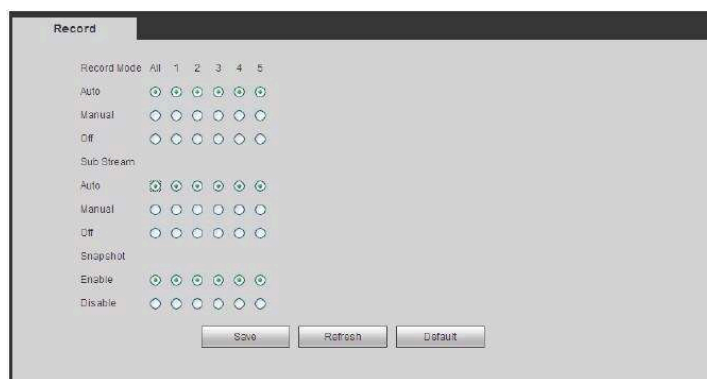 Record
Record Mode All 1 2 3 4 5
Auto
Manual
Off
Sub Stream
Auto
Manual
Off
Snapshot
Enable
Disable
Save Refresh Default